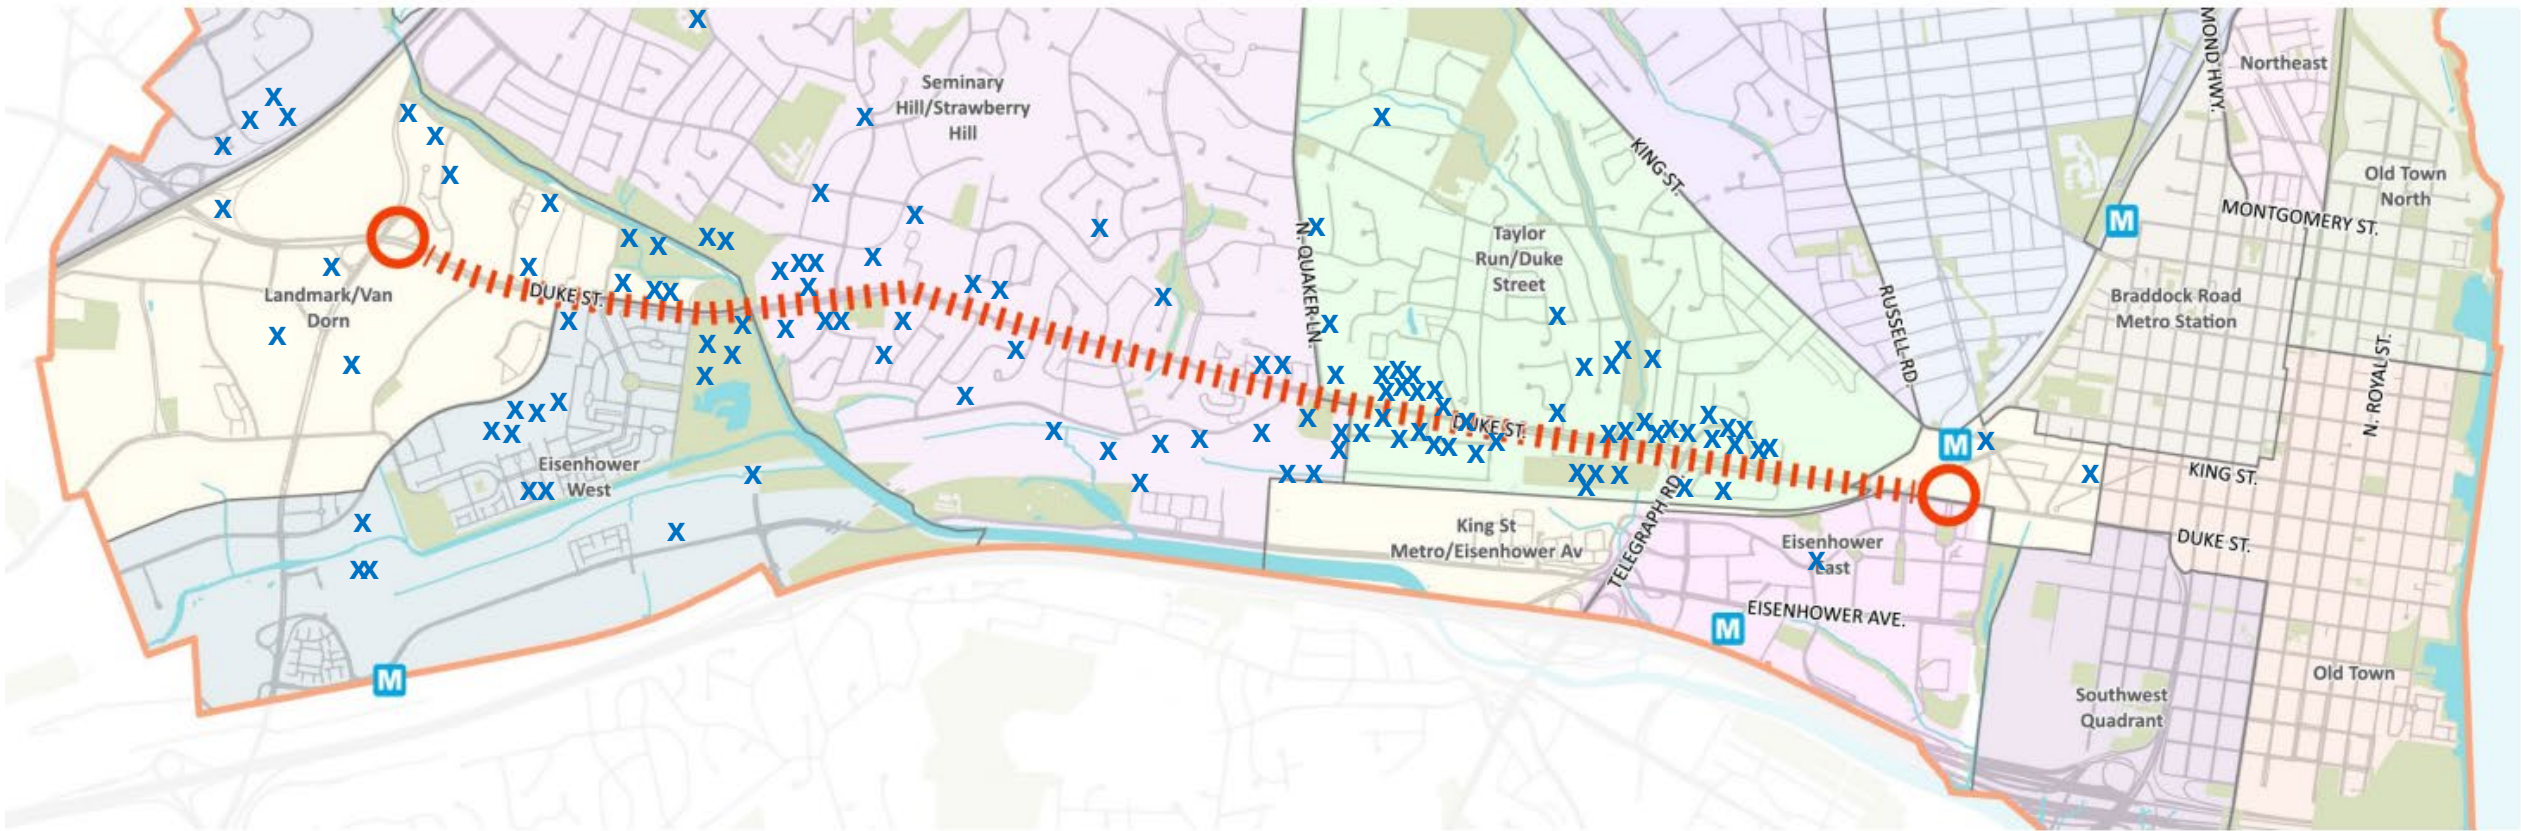 MOND HWY.
Northeast
Seminary
Hill/Strawberry
Hill
KING ST.
Old Town
North
MONTGOMERY ST.
M
N. QUAKER LN.
Taylor
Run/Duke
Street
RUSSELL RD.
Braddock Road
Metro Station
Landmark/Van
Dorn
DUKE ST.
N. ROYAL ST.
DUKE ST.
M
KING ST.
Eisenhower
West
King St
Metro/Eisenhower Av
TELEGRAPH RD.
Eisenhower
East
DUKE ST.
EISENHOWER AVE.
M
M
Southwest
Quadrant
Old Town